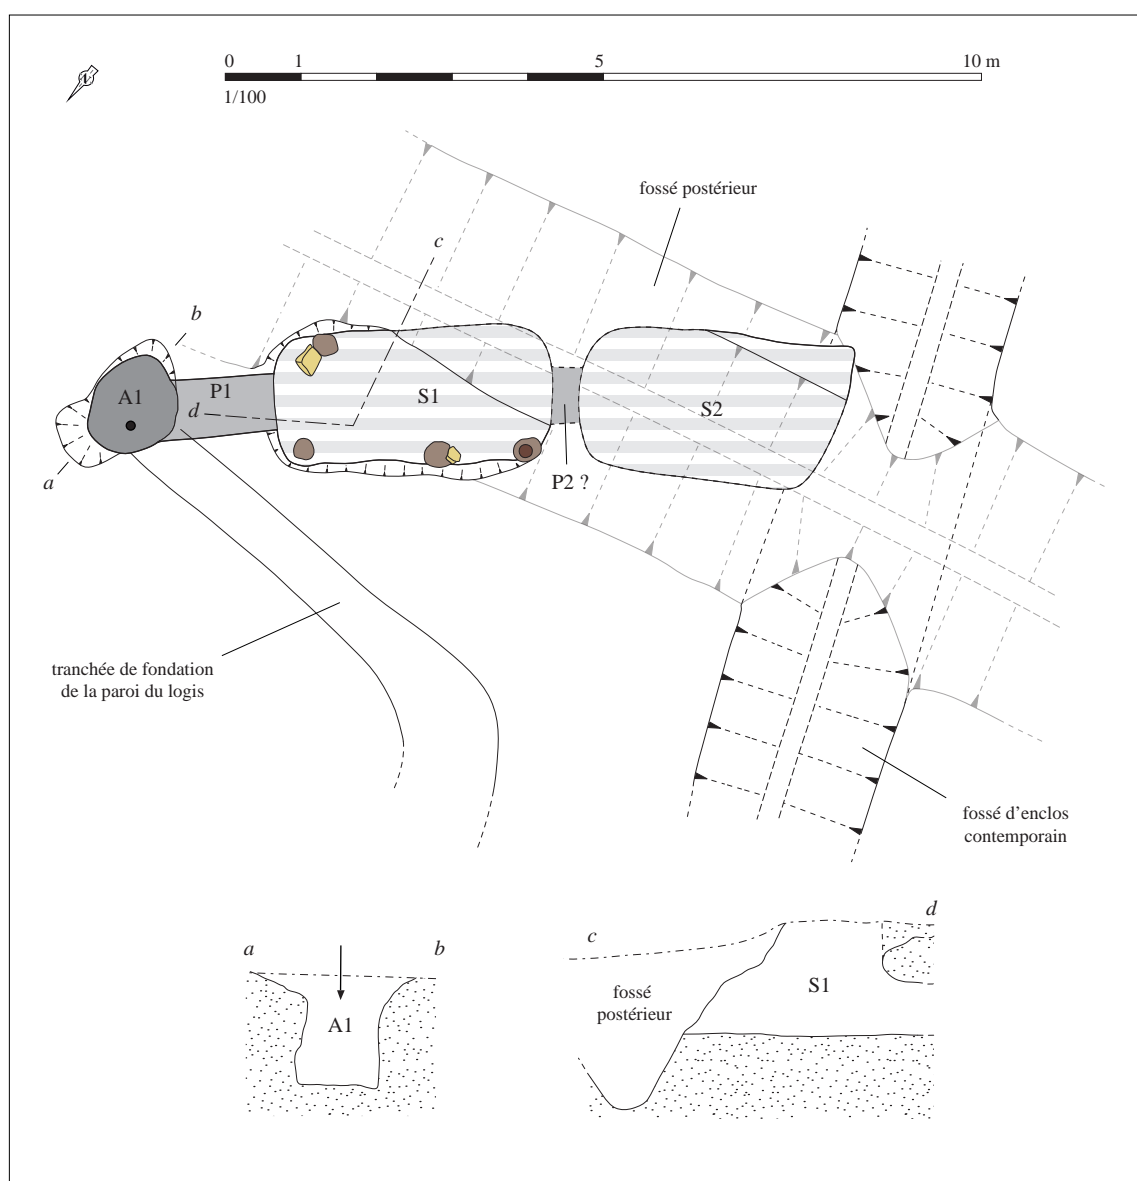 0 1 5 10 m
1/100
N
fossé postérieur
c
b
A1
P1
S1
S2
d
a
P2 ?
tranchée de fondation
de la paroi du logis
fossé d'enclos
contemporain
a
b
c
d
A1
fossé
postérieur
S1